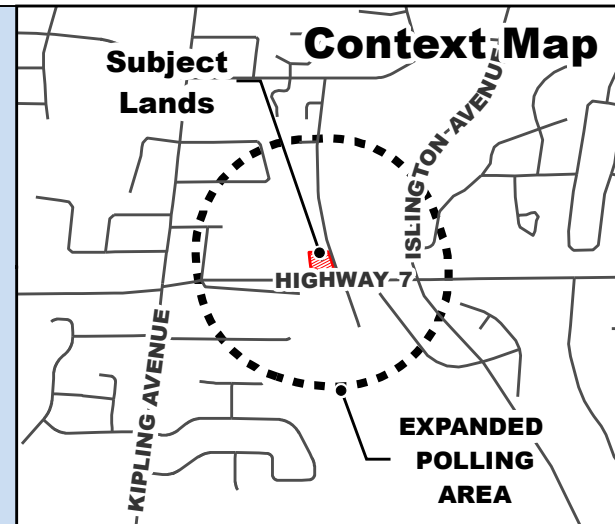 Context Map
Subject
Lands
ISLINGTON AVENUE
HIGHWAY 7
KIPLING AVENUE
EXPANDED
POLLING
AREA